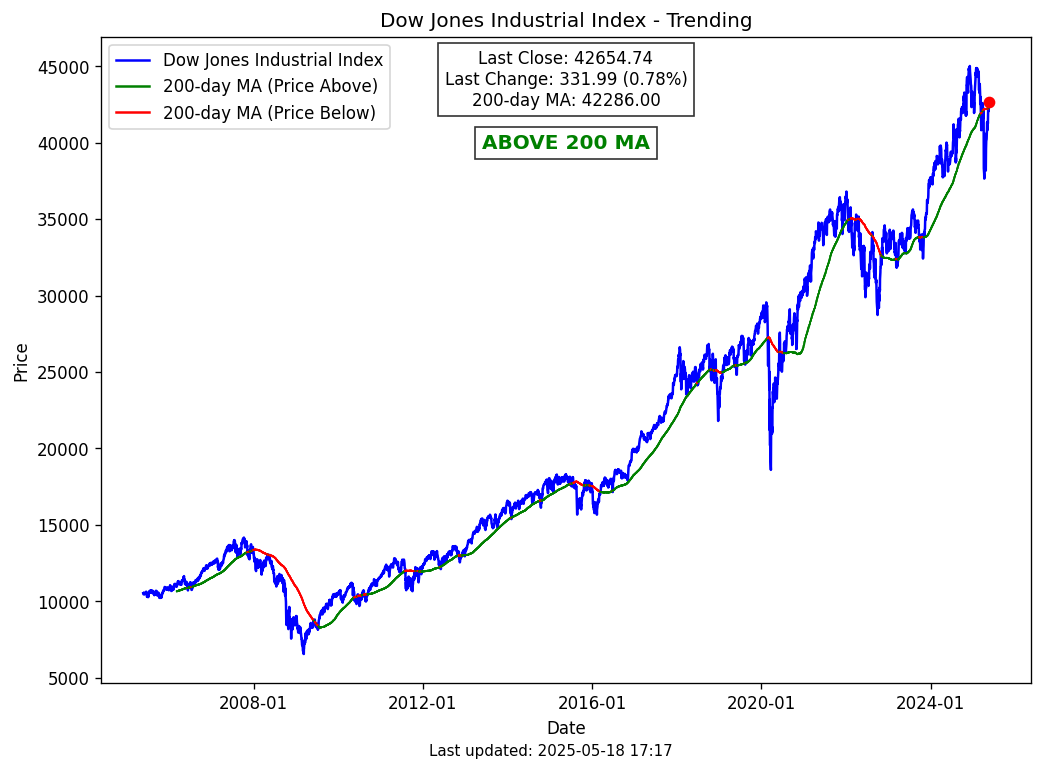 Dow Jones Industrial Index - Trending
Dow Jones Industrial Index
200-day MA (Price Above)
200-day MA (Price Below)
Last Close: 42654.74
Last Change: 331.99 (0.78%)
200-day MA: 42286.00
ABOVE 200 MA
45000
40000
35000
30000
25000
20000
15000
10000
5000
Price
2008-01
2012-01
2016-01
2020-01
2024-01
Date
Last updated: 2025-05-18 17:17